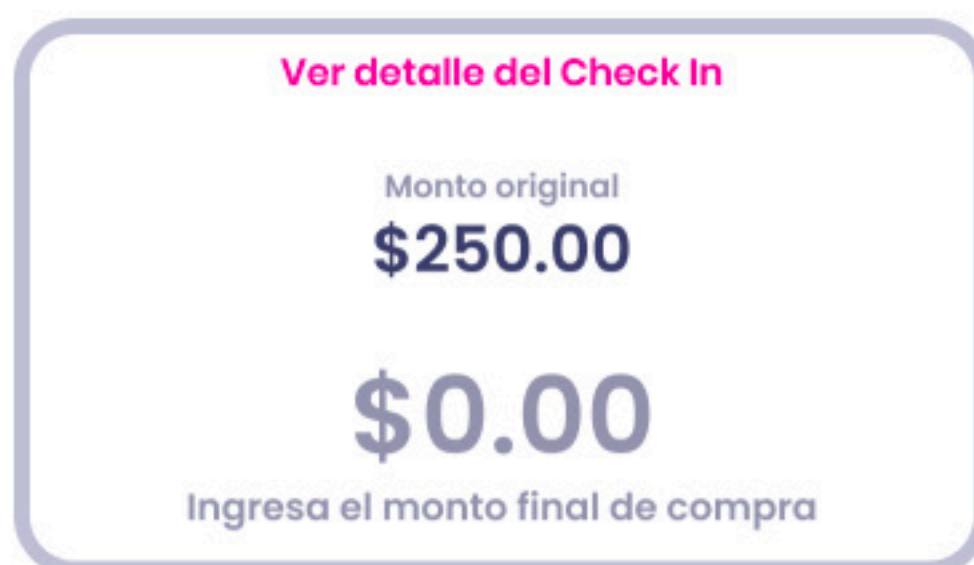 Ver detalle del Check In
Monto original
$250.00
$0.00
Ingresa el monto final de compra